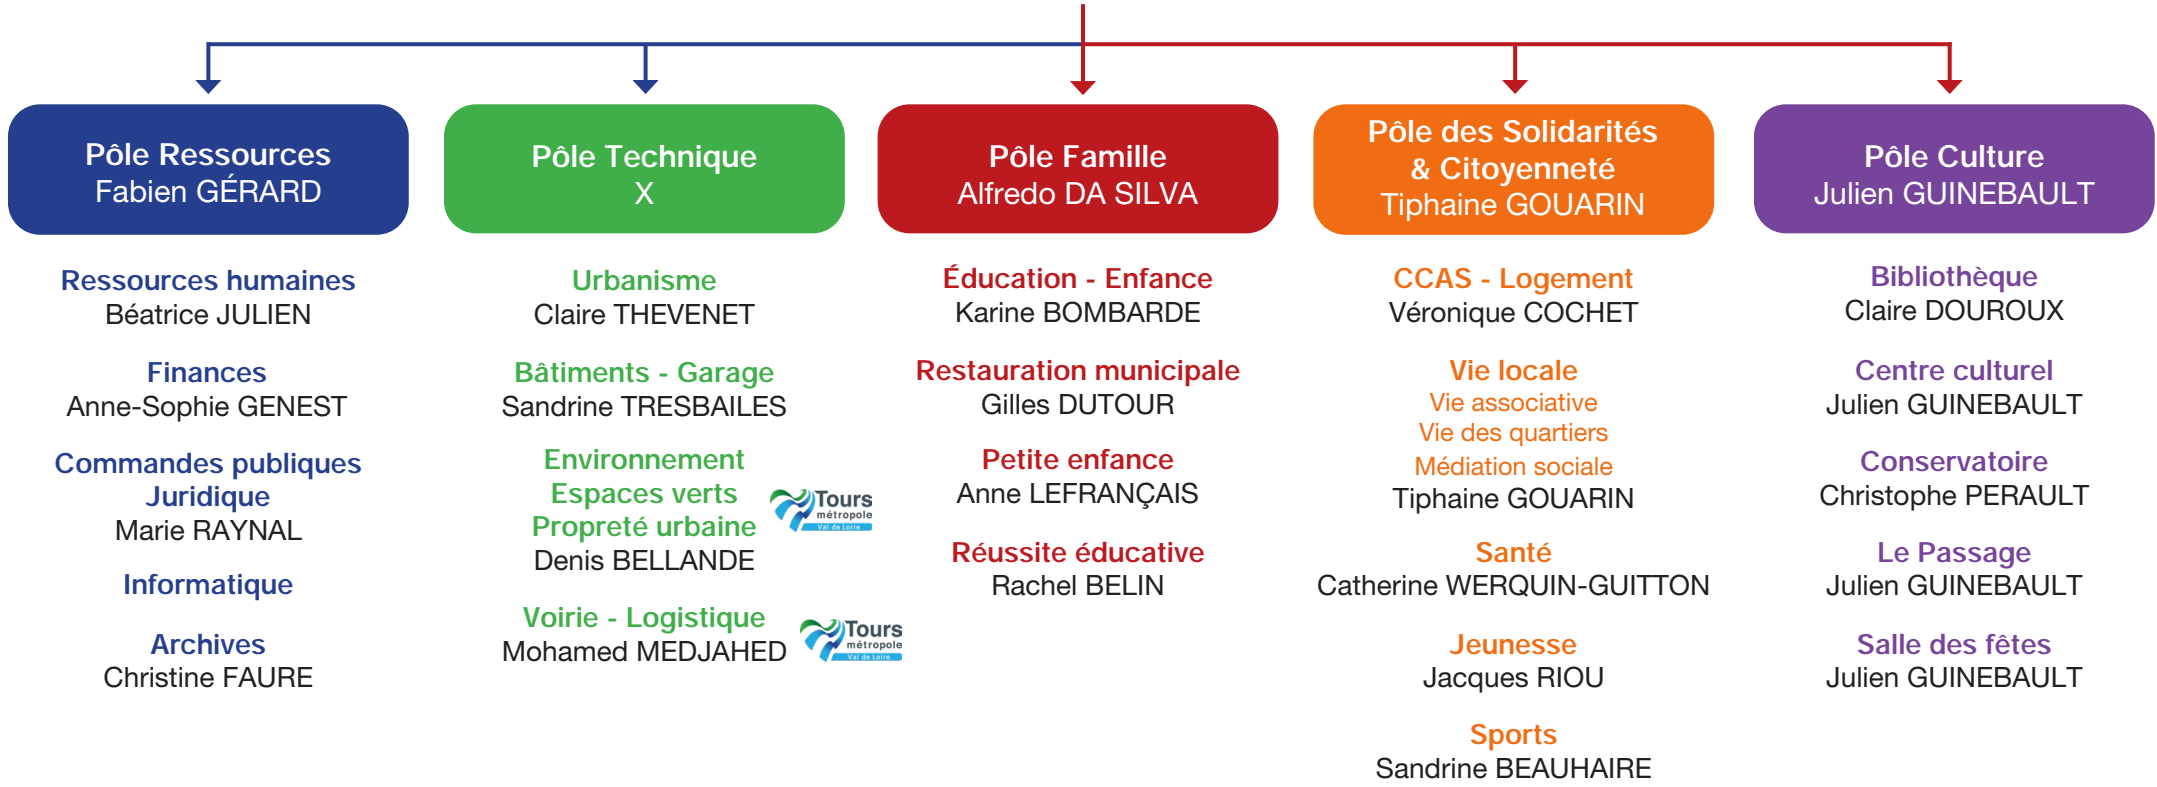 Pôle Ressources
Fabien GÉRARD
Ressources humaines
Béatrice JULIEN
Finances
Anne-Sophie GENEST
Commandes publiques
Juridique
Marie RAYNAL
Informatique
Archives
Christine FAURE
Pôle Technique
X
Urbanisme
Claire THEVENET
Bâtiments - Garage
Sandrine TRESBAILES
Environnement
Espaces verts
Propreté urbaine
Denis BELLANDE
Tours
métropole
Val de Loire
Voirie - Logistique
Mohamed MEDJAHED
Tours
métropole
Val de Loire
Pôle Famille
Alfredo DA SILVA
Éducation - Enfance
Karine BOMBARDE
Restauration municipale
Gilles DUTOUR
Petite enfance
Anne LEFRANÇAIS
Réussite éducative
Rachel BELIN
Pôle des Solidarités
& Citoyenneté
Tiphaine GOUARIN
CCAS - Logement
Véronique COCHET
Vie locale
Vie associative
Vie des quartiers
Médiation sociale
Tiphaine GOUARIN
Santé
Catherine WERQUIN-GUITTON
Jeunesse
Jacques RIOU
Sports
Sandrine BEAUHAIRE
Pôle Culture
Julien GUINEBAULT
Bibliothèque
Claire DOUROUX
Centre culturel
Julien GUINEBAULT
Conservatoire
Christophe PERAULT
Le Passage
Julien GUINEBAULT
Salle des fêtes
Julien GUINEBAULT